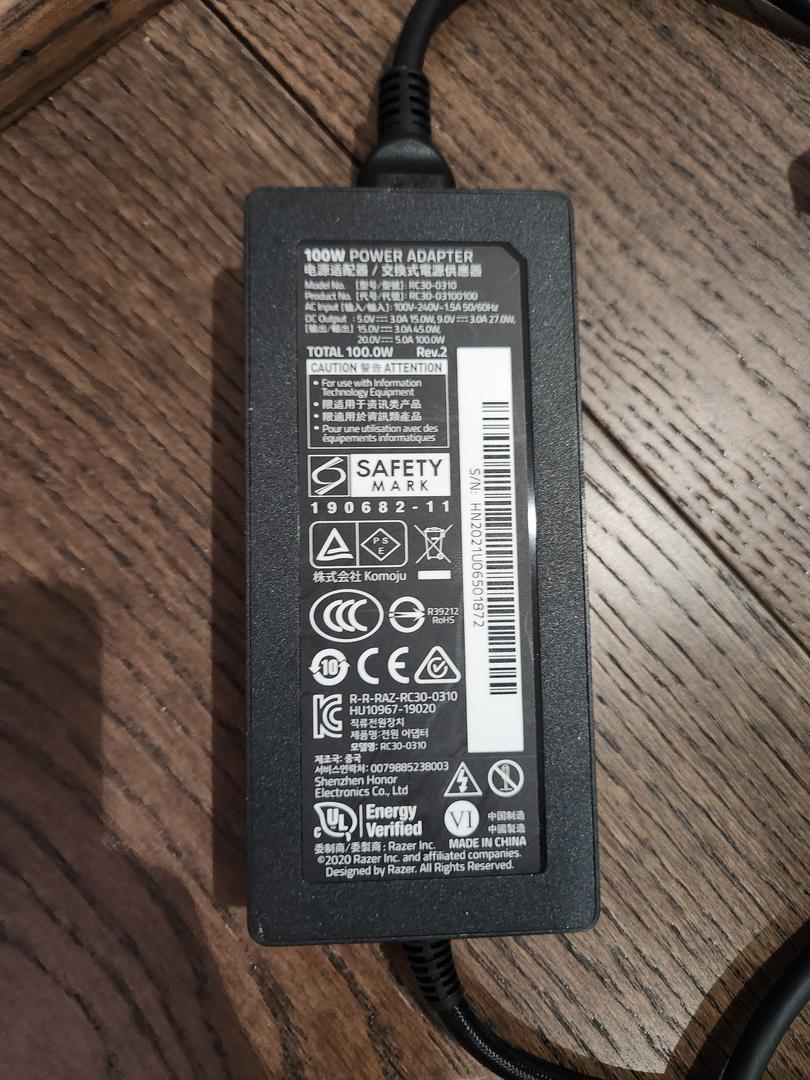 100W POWER ADAPTER
电源适配器 / 交換式電源供應器
Model No. [型号/型號]: RC30-0310
Product No. [代号/代號]: RC30-03100100
AC Input [输入/輸入]: 100V-240V~1.5A 50/60Hz
DC Output : 5.0V⎓3.0A 15.0W, 9.0V⎓3.0A 27.0W,
[输出/輸出] 15.0V⎓3.0A 45.0W,
20.0V⎓5.0A 100.0W
TOTAL 100.0W Rev.2
CAUTION 警告 ATTENTION
• For use with Information
Technology Equipment
• 限适用于资讯类产品
• 限適用於資訊類產品
• Pour une utilisation avec des
équipements informatiques
SAFETY
MARK
190682-11
PS
E
株式会社 Komoju
CCC
R39212
RoHS
10
CE
R-R-RAZ-RC30-0310
HU10967-19020
직류전원장치
제품명:전원 어댑터
모델명: RC30-0310
제조국: 중국
서비스연락처: 0079885238003
Shenzhen Honor
Electronics Co., Ltd
c UL us
Energy
Verified
VI
中国制造
中國製造
MADE IN CHINA
委制商/委製商 : Razer Inc.
©2020 Razer Inc. and affiliated companies.
Designed by Razer. All Rights Reserved.
S/N: HN2021U06501872